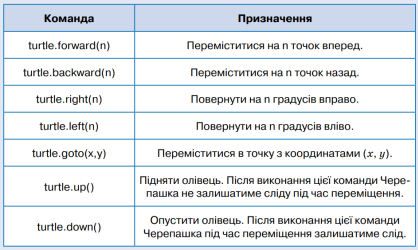 Команда Призначення
turtle.forward(n) Переміститися на n точок вперед.
turtle.backward(n) Переміститися на n точок назад.
turtle.right(n) Повернути на n градусів вправо.
turtle.left(n) Повернути на n градусів вліво.
turtle.goto(x,y) Переміститися в точку з координатами (x, y).
turtle.up() Підняти олівець. Після виконання цієї команди Чере-
пашка не залишатиме сліду під час переміщення.
turtle.down() Опустити олівець. Після виконання цієї команди
Черепашка під час переміщення залишатиме слід.